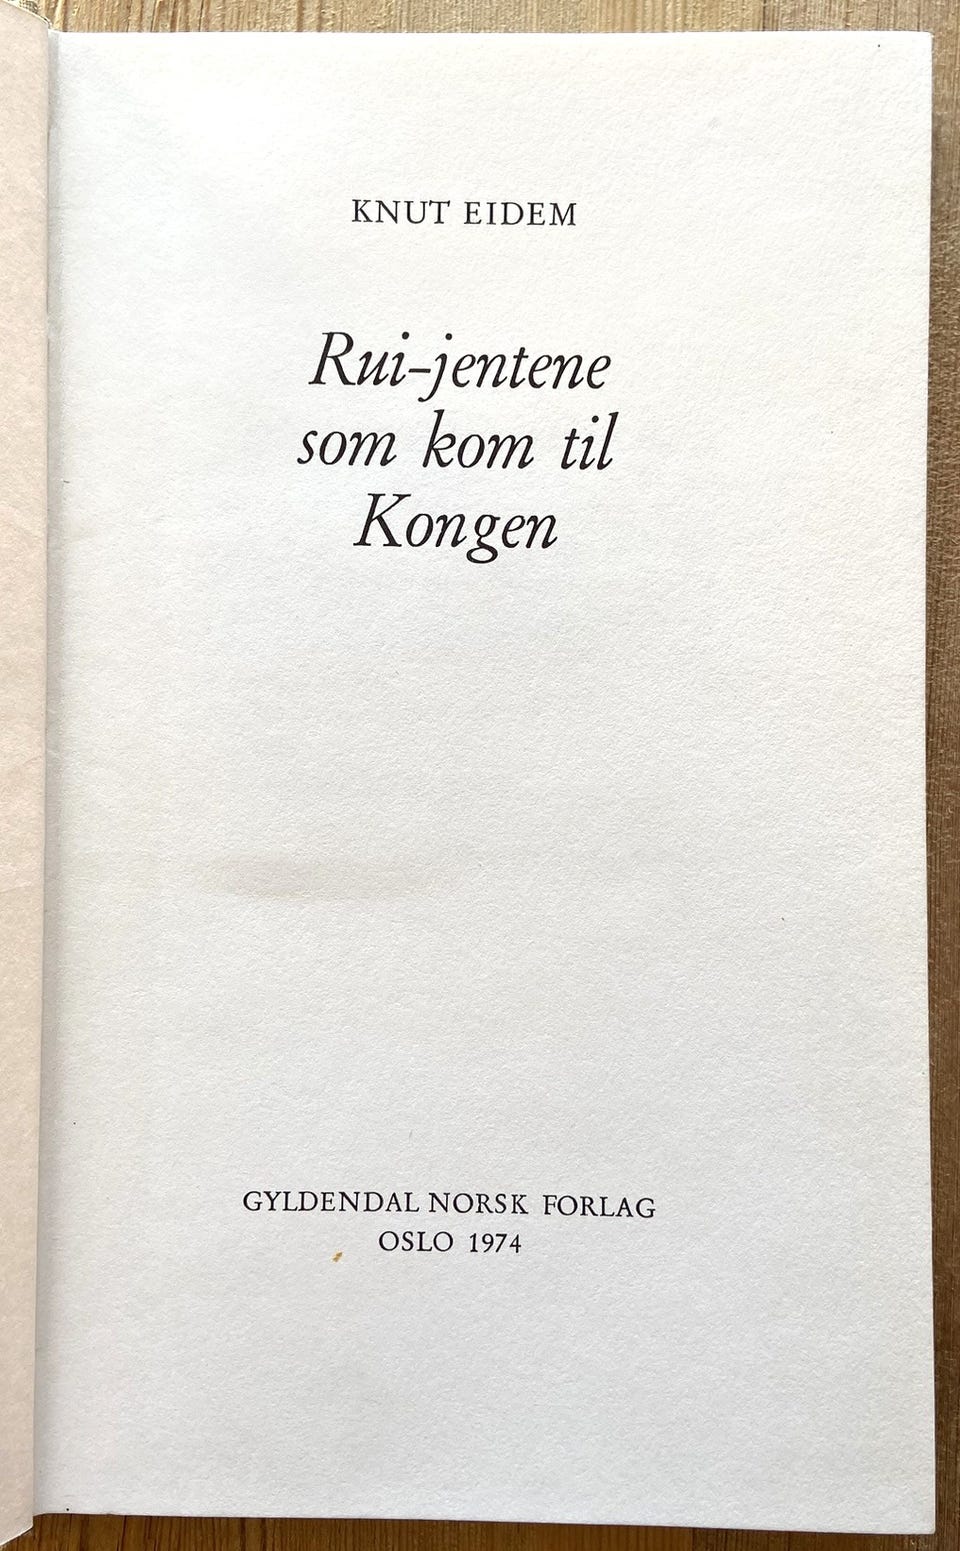 KNUT EIDEM
Rui-jentene
som kom til
Kongen
GYLDENDAL NORSK FORLAG
OSLO 1974